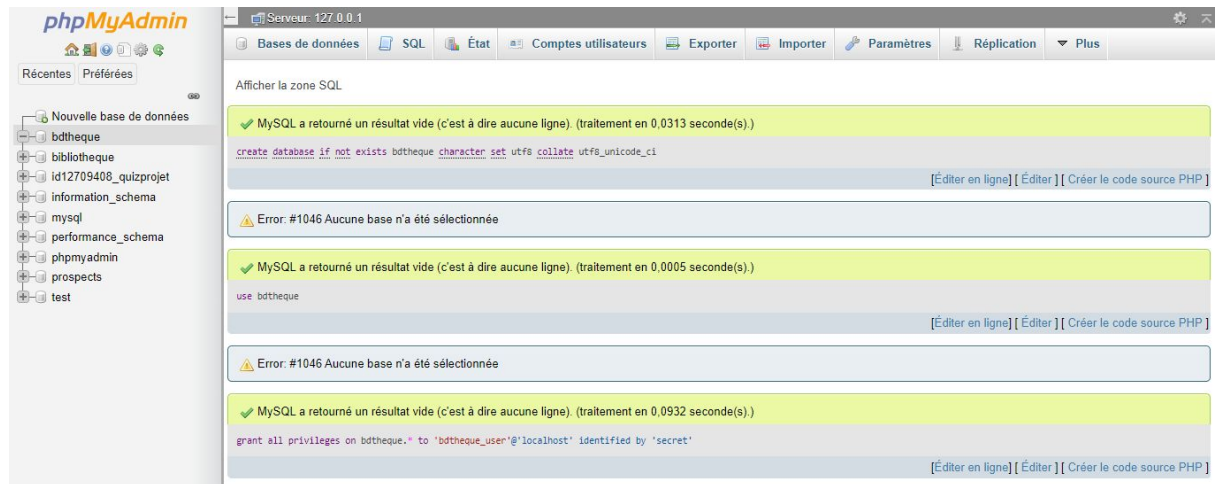 phpMyAdmin
Récentes Préférées
Nouvelle base de données
bdtheque
bibliotheque
id12709408_quizprojet
information_schema
mysql
performance_schema
phpmyadmin
prospects
test
Serveur: 127.0.0.1
Bases de données SQL État Comptes utilisateurs Exporter Importer Paramètres Réplication Plus
Afficher la zone SQL
MySQL a retourné un résultat vide (c'est à dire aucune ligne). (traitement en 0,0313 seconde(s).)
create database if not exists bdtheque character set utf8 collate utf8_unicode_ci
[Éditer en ligne] [ Éditer ] [ Créer le code source PHP ]
Error: #1046 Aucune base n'a été sélectionnée
MySQL a retourné un résultat vide (c'est à dire aucune ligne). (traitement en 0,0005 seconde(s).)
use bdtheque
[Éditer en ligne] [ Éditer ] [ Créer le code source PHP ]
Error: #1046 Aucune base n'a été sélectionnée
MySQL a retourné un résultat vide (c'est à dire aucune ligne). (traitement en 0,0932 seconde(s).)
grant all privileges on bdtheque.* to 'bdtheque_user'@'localhost' identified by 'secret'
[Éditer en ligne] [ Éditer ] [ Créer le code source PHP ]